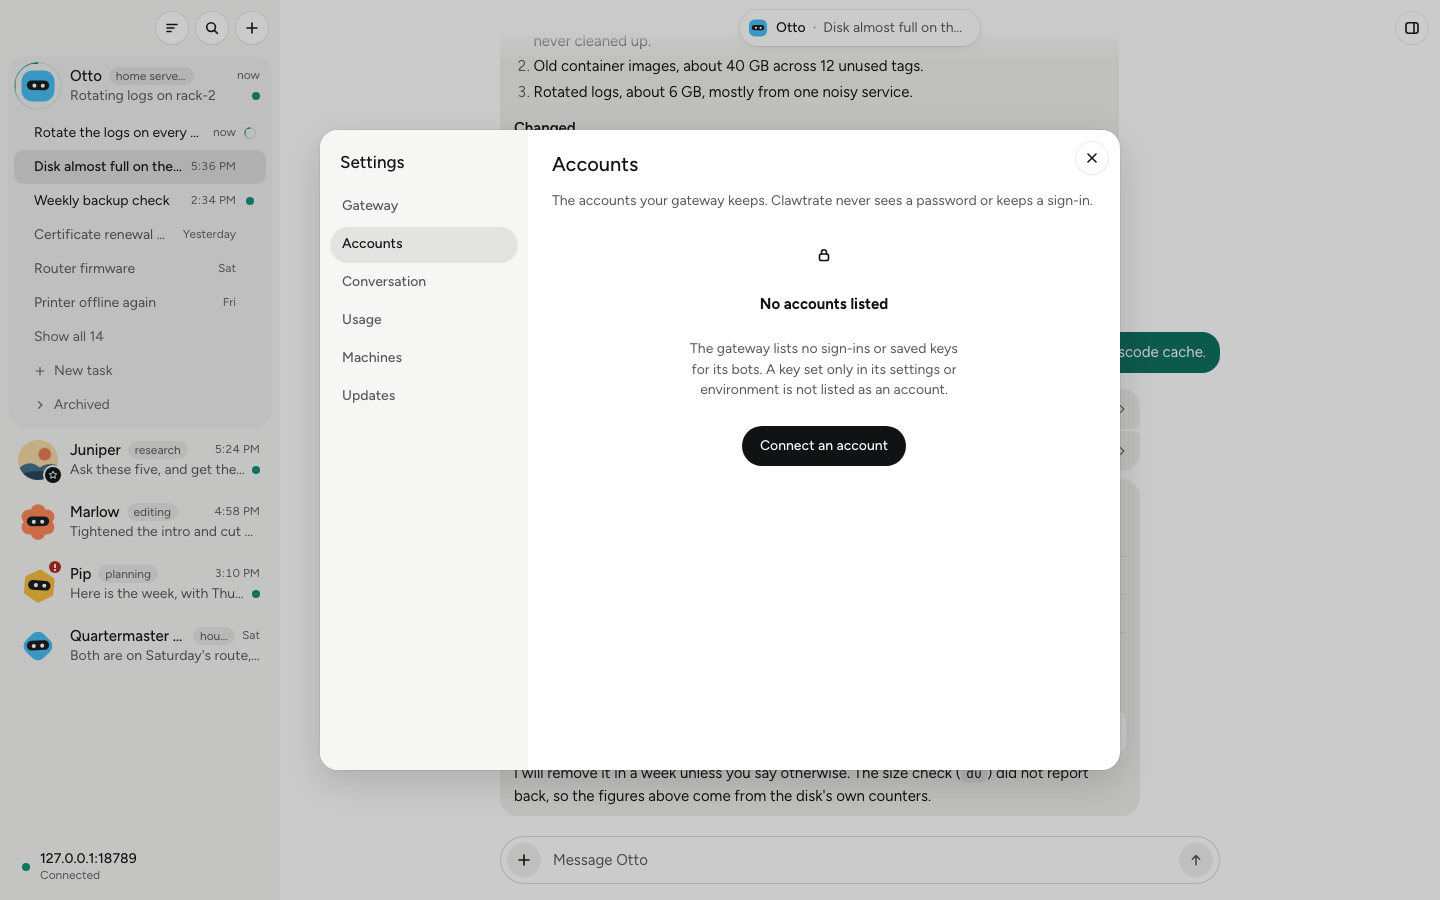 Otto
home serve...
now
Rotating logs on rack-2
Rotate the logs on every ...
now
Disk almost full on the...
5:36 PM
Weekly backup check
2:34 PM
Certificate renewal ...
Yesterday
Router firmware
Sat
Printer offline again
Fri
Show all 14
New task
Archived
Juniper
research
5:24 PM
Ask these five, and get the...
Marlow
editing
4:58 PM
Tightened the intro and cut ...
Pip
planning
3:10 PM
Here is the week, with Thu...
Quartermaster ...
hou...
Sat
Both are on Saturday's route,...
127.0.0.1:18789
Connected
Otto · Disk almost full on th...
never cleaned up.
2. Old container images, about 40 GB across 12 unused tags.
3. Rotated logs, about 6 GB, mostly from one noisy service.
Changed
Settings
Gateway
Accounts
Conversation
Usage
Machines
Updates
Accounts
The accounts your gateway keeps. Clawtrate never sees a password or keeps a sign-in.
No accounts listed
The gateway lists no sign-ins or saved keys
for its bots. A key set only in its settings or
environment is not listed as an account.
Connect an account
scode cache.
I will remove it in a week unless you say otherwise. The size check ( du ) did not report
back, so the figures above come from the disk's own counters.
Message Otto